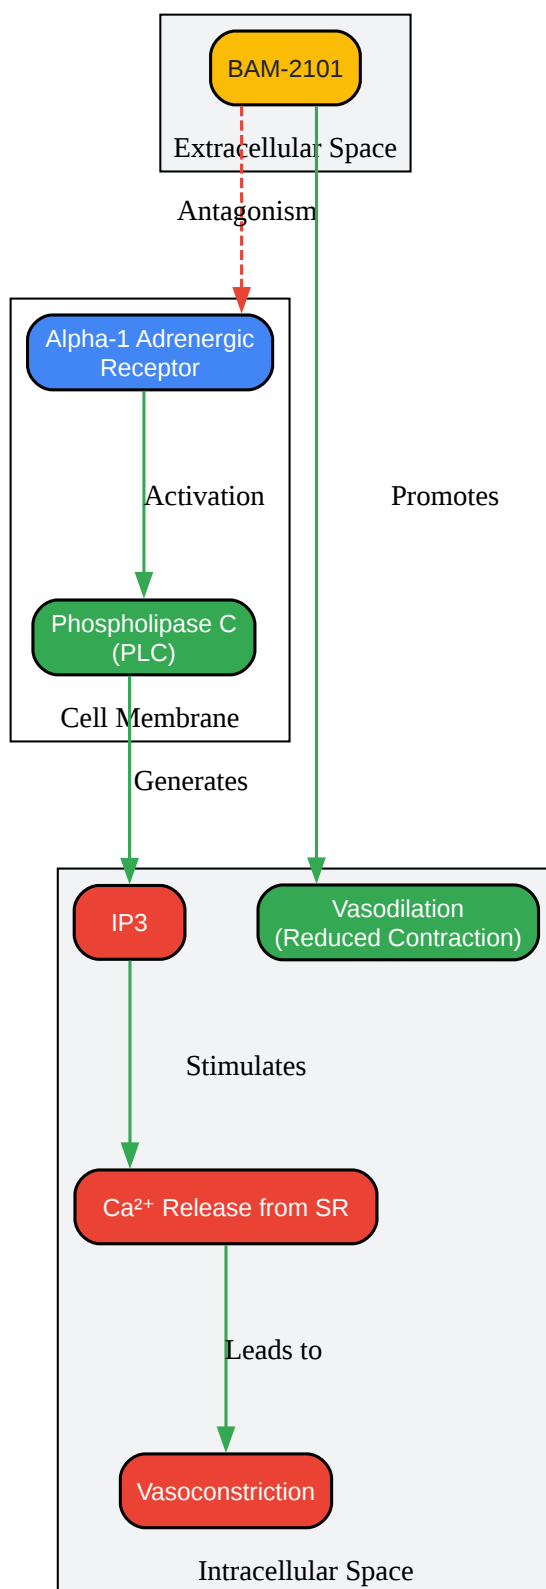 BAM-2101
Extracellular Space
Antagonism
Alpha-1 Adrenergic
Receptor
Activation
Promotes
Phospholipase C
(PLC)
Cell Membrane
Generates
IP3
Vasodilation
(Reduced Contraction)
Stimulates
Ca²⁺ Release from SR
Leads to
Vasoconstriction
Intracellular Space